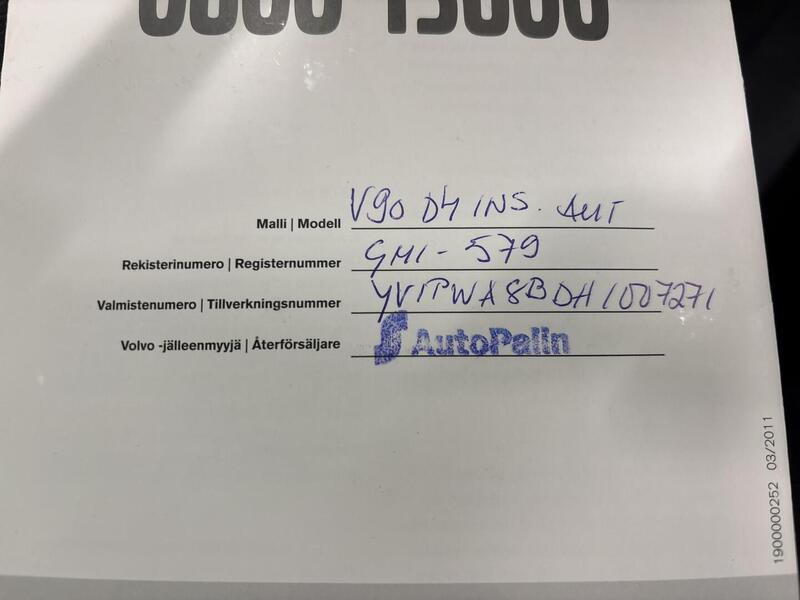 Malli | Modell V90 D4 INS. AUT
Rekisterinumero | Registernummer GMI-579
Valmistenumero | Tillverkningsnummer YV1PWA8BDH1007271
Volvo -jälleenmyyjä | Återförsäljare AutoPalin
1900000252 03/2011